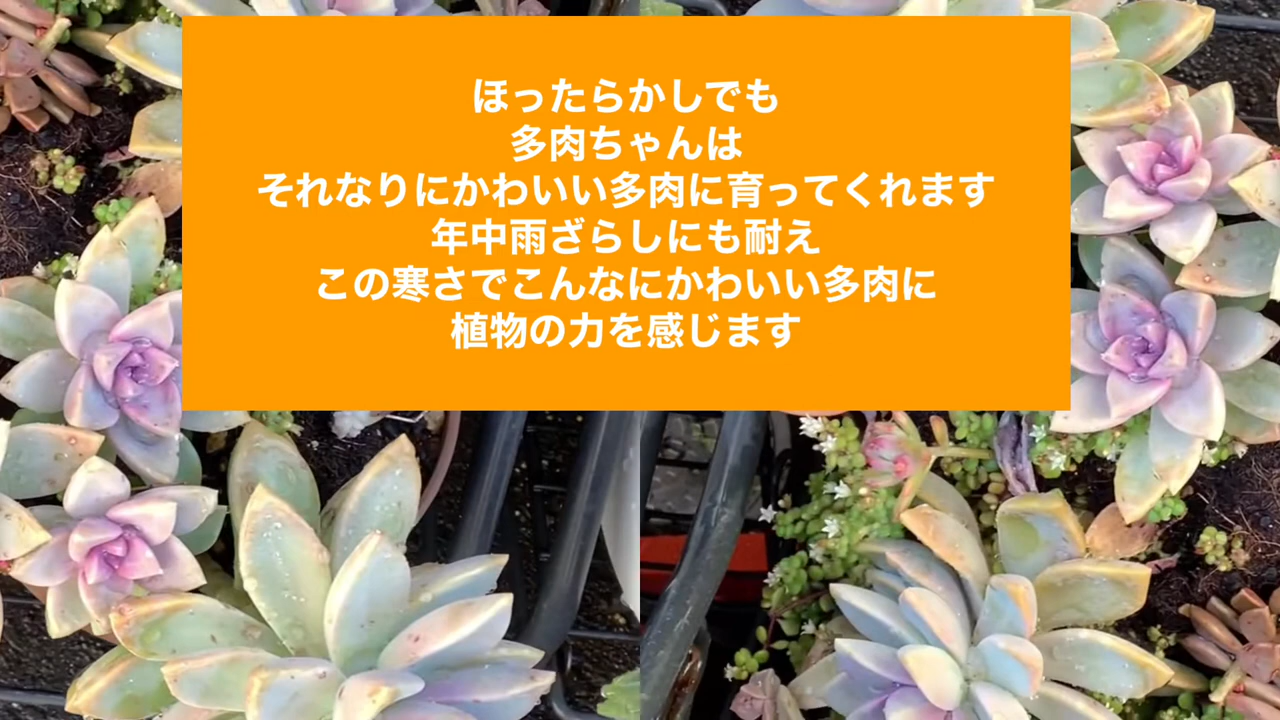 ほったらかしでも
多肉ちゃんは
それなりにかわいい多肉に育ってくれます
年中雨ざらしにも耐え
この寒さでこんなにかわいい多肉に
植物の力を感じます